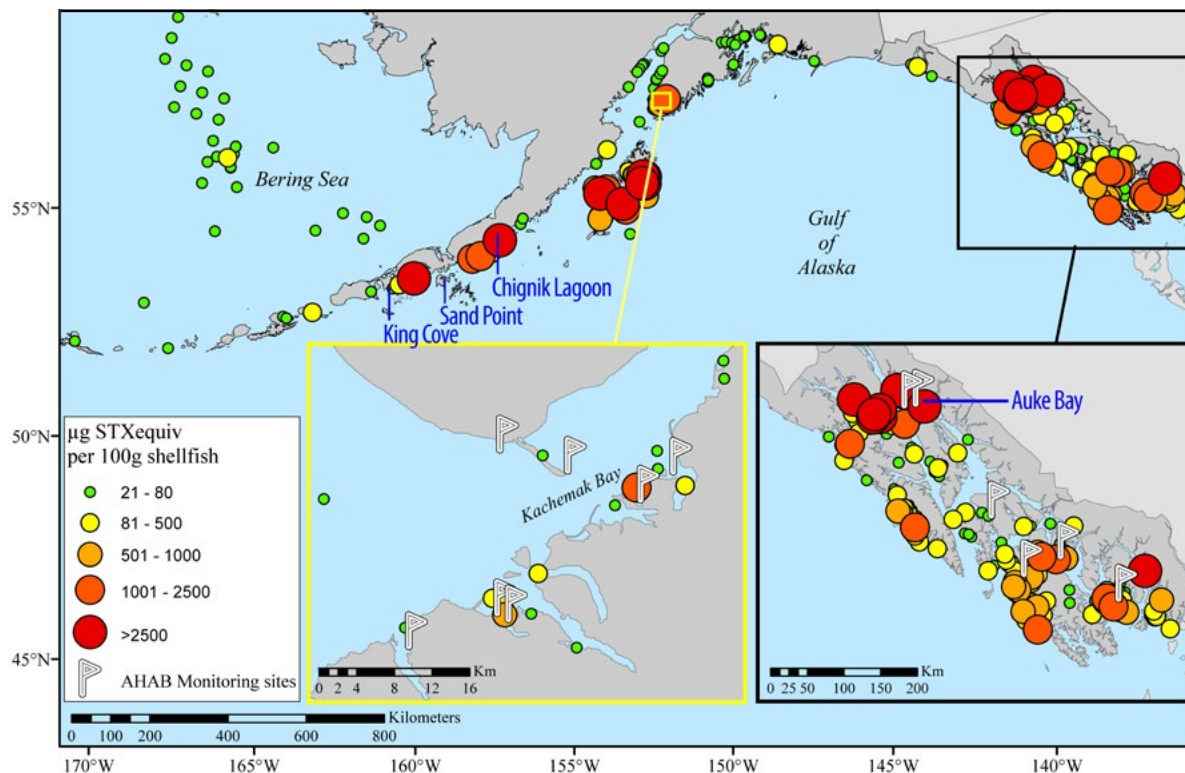 Bering Sea
Gulf
of
Alaska
Chignik Lagoon
Sand Point
King Cove
55°N
50°N
45°N
µg STXequiv
per 100g shellfish
21 - 80
81 - 500
501 - 1000
1001 - 2500
>2500
AHAB Monitoring sites
Kilometers
0 100 200 400 600 800
Kachemak Bay
Km
0 2 4 8 12 16
Auke Bay
Km
0 25 50 100 150 200
170°W 165°W 160°W 155°W 150°W 145°W 140°W